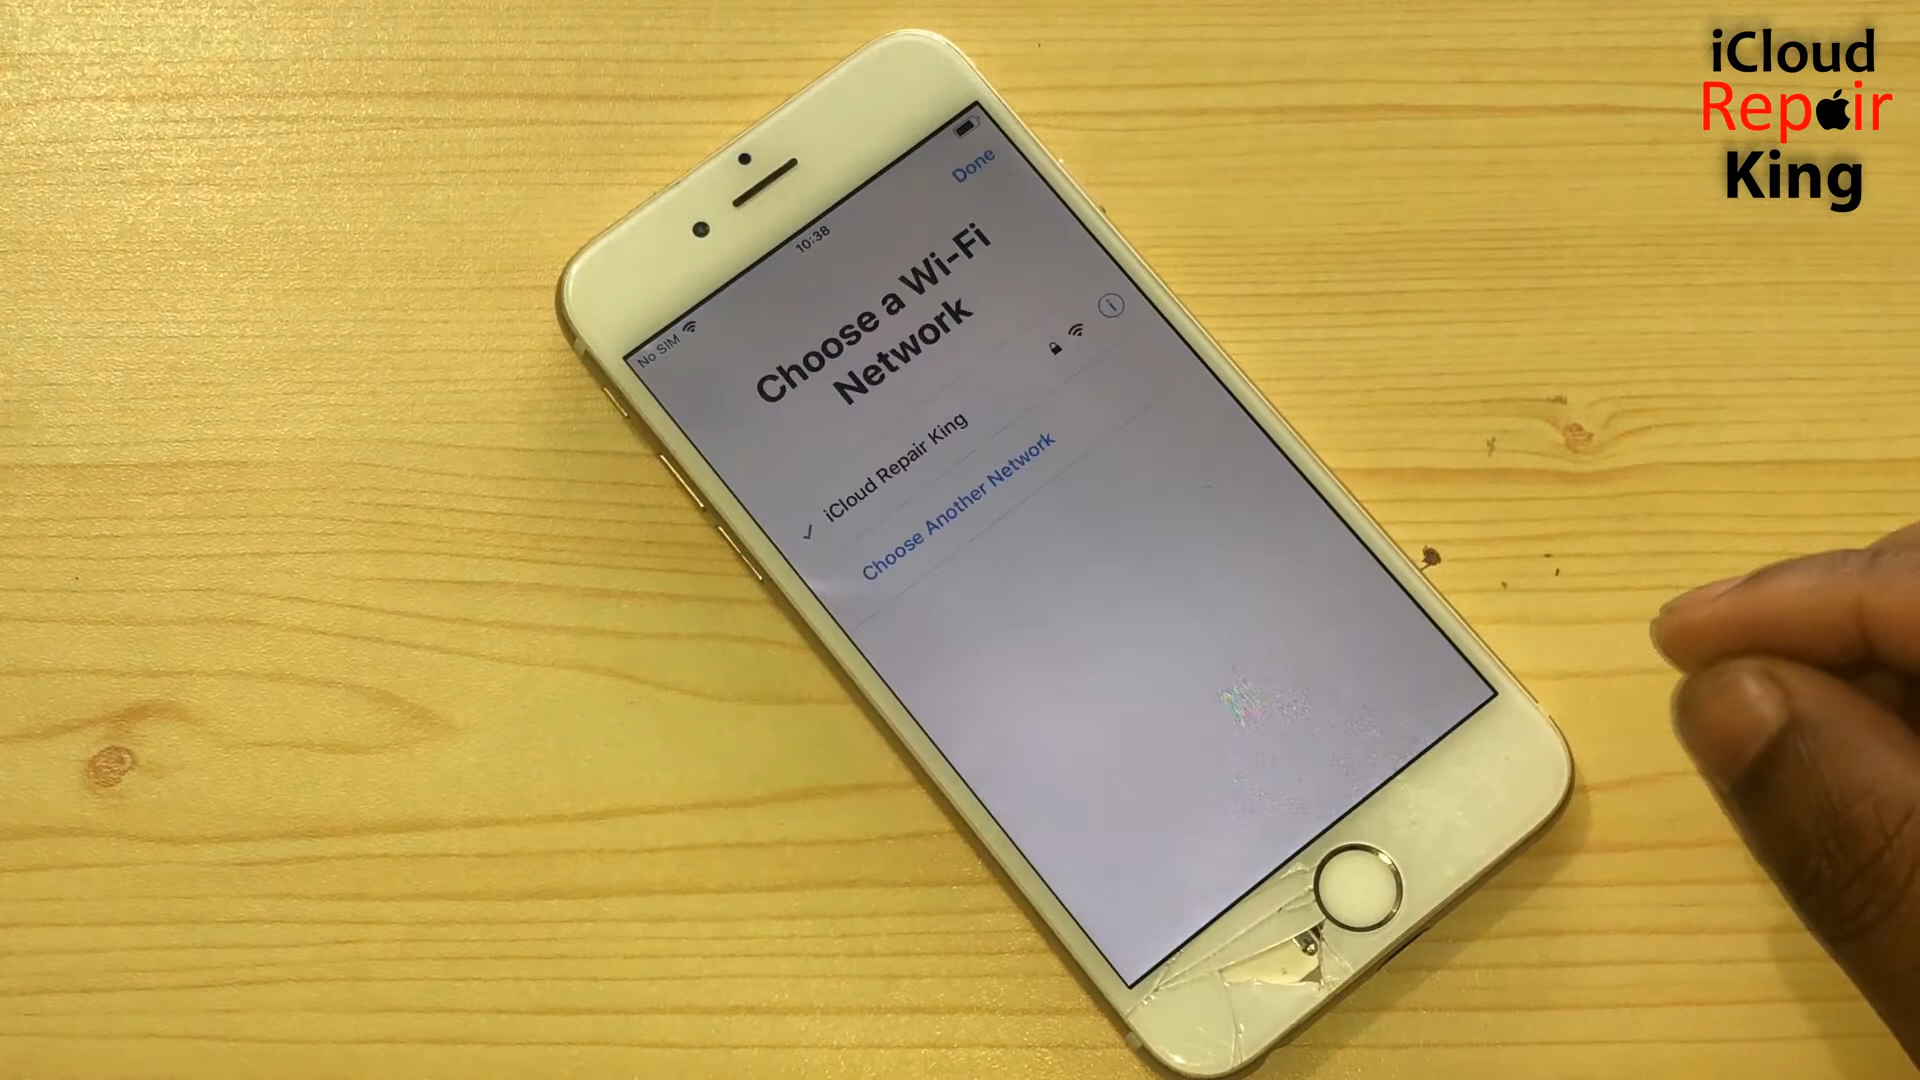 iCloud
Repair
King
No SIM
10:38
Done
Choose a Wi-Fi
Network
iCloud Repair King
Choose Another Network